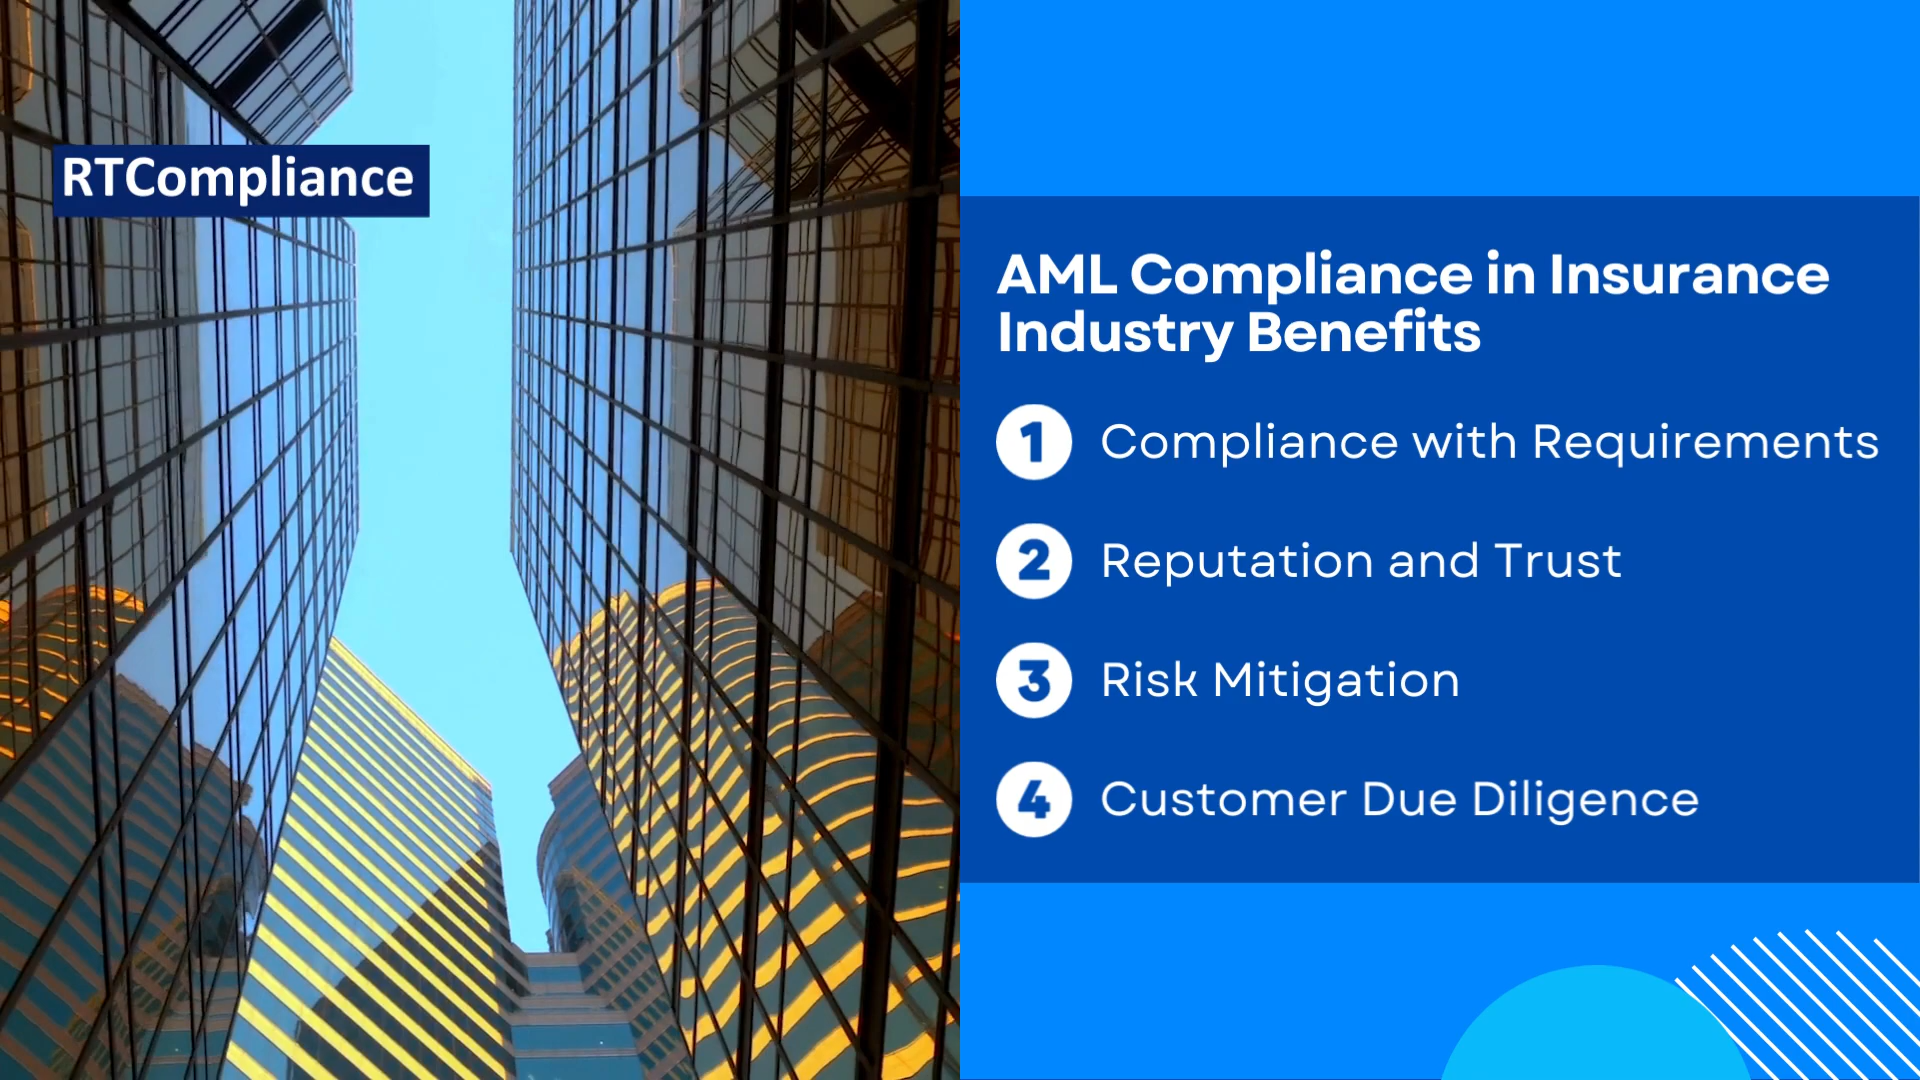 RTCompliance
AML Compliance in Insurance
Industry Benefits
1 Compliance with Requirements
2 Reputation and Trust
3 Risk Mitigation
4 Customer Due Diligence